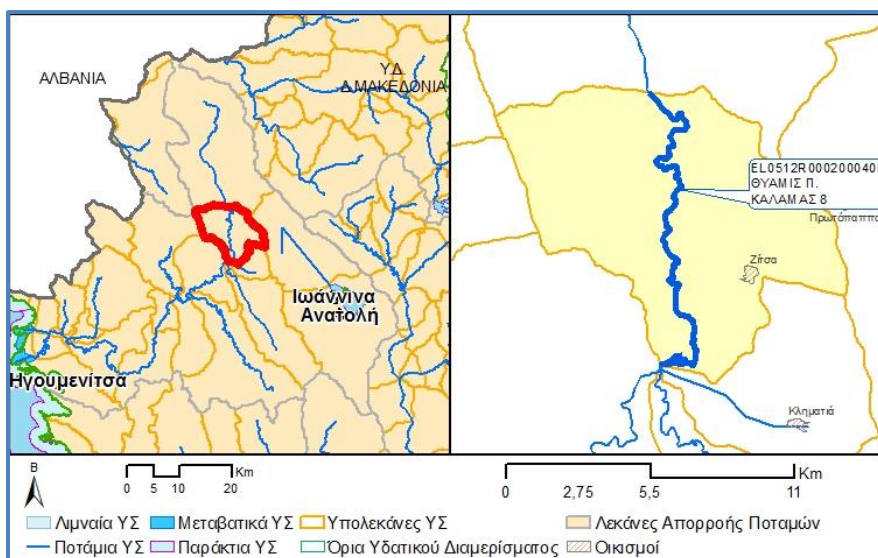 ΑΛΒΑΝΙΑ
ΥΔ
Δ.ΜΑΚΕΔΟΝΙΑ
Ιωάννινα
Ανατολή
Ηγουμενίτσα
EL0512R000200040
ΘΥΑΜΙΣ Π.
ΚΑΛΑΜΑΣ 8
Πρωτόπαππα
Ζίτσα
Κληματιά
Β
Km
0 5 10 20
Km
0 2,75 5,5 11
Λιμναία ΥΣ
Μεταβατικά ΥΣ
Υπολεκάνες ΥΣ
Λεκάνες Απορροής Ποταμών
Ποτάμια ΥΣ
Παράκτια ΥΣ
Όρια Υδατικού Διαμερίσματος
Οικισμοί